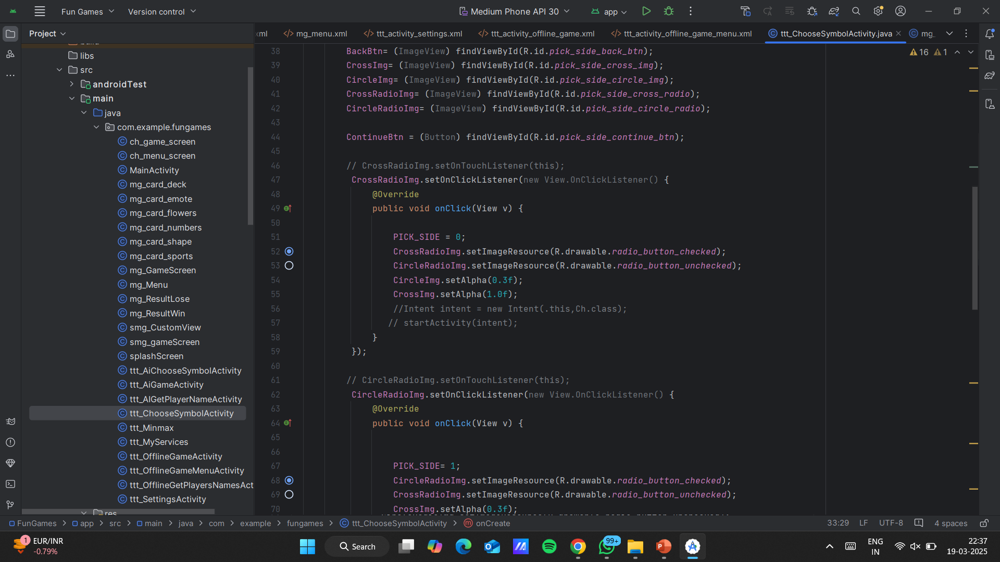 Fun Games
Version control
Medium Phone API 30
app
Project
xml
mg_menu.xml
ttt_activity_settings.xml
ttt_activity_offline_game.xml
ttt_activity_offline_game_menu.xml
ttt_ChooseSymbolActivity.java
mg_
libs
src
androidTest
main
java
com.example.fungames
ch_game_screen
ch_menu_screen
MainActivity
mg_card_deck
mg_card_emote
mg_card_flowers
mg_card_numbers
mg_card_shape
mg_card_sports
mg_GameScreen
mg_Menu
mg_ResultLose
mg_ResultWin
smg_CustomView
smg_gameScreen
splashScreen
ttt_AiChooseSymbolActivity
ttt_AiGameActivity
ttt_AIGetPlayerNameActivity
ttt_ChooseSymbolActivity
ttt_Minmax
ttt_MyServices
ttt_OfflineGameActivity
ttt_OfflineGameMenuActivity
ttt_OfflineGetPlayersNamesAct
ttt_SettingsActivity
res
16 1
38 BackBtn= (ImageView) findViewById(R.id.pick_side_back_btn);
39 CrossImg= (ImageView) findViewById(R.id.pick_side_cross_img);
40 CircleImg= (ImageView) findViewById(R.id.pick_side_circle_img);
41 CrossRadioImg= (ImageView) findViewById(R.id.pick_side_cross_radio);
42 CircleRadioImg= (ImageView) findViewById(R.id.pick_side_circle_radio);
43
44 ContinueBtn = (Button) findViewById(R.id.pick_side_continue_btn);
45
46 // CrossRadioImg.setOnTouchListener(this);
47 CrossRadioImg.setOnClickListener(new View.OnClickListener() {
48 @Override
49 public void onClick(View v) {
50
51 PICK_SIDE = 0;
52 CrossRadioImg.setImageResource(R.drawable.radio_button_checked);
53 CircleRadioImg.setImageResource(R.drawable.radio_button_unchecked);
54 CircleImg.setAlpha(0.3f);
55 CrossImg.setAlpha(1.0f);
56 //Intent intent = new Intent(.this,Ch.class);
57 // startActivity(intent);
58 }
59 });
60
61 // CircleRadioImg.setOnTouchListener(this);
62 CircleRadioImg.setOnClickListener(new View.OnClickListener() {
63 @Override
64 public void onClick(View v) {
65
66
67 PICK_SIDE= 1;
68 CircleRadioImg.setImageResource(R.drawable.radio_button_checked);
69 CrossRadioImg.setImageResource(R.drawable.radio_button_unchecked);
70 CrossImg.setAlpha(0.3f);
FunGames > app > src > main > java > com > example > fungames > ttt_ChooseSymbolActivity > onCreate
33:29 LF UTF-8 4 spaces
1
EUR/INR
-0.79%
Search
99+
ENG
IN
22:37
19-03-2025